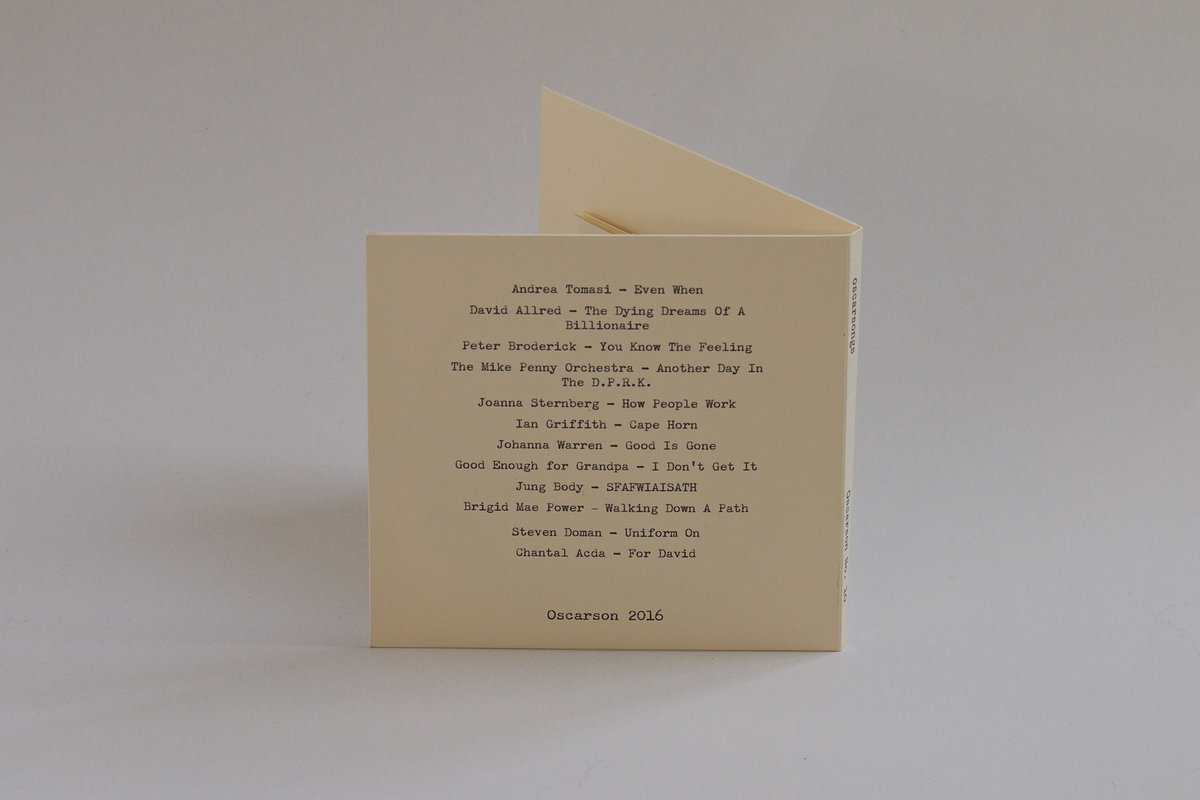 Andrea Tomasi – Even When
David Allred – The Dying Dreams Of A
Billionaire
Peter Broderick – You Know The Feeling
The Mike Penny Orchestra – Another Day In
The D.P.R.K.
Joanna Sternberg – How People Work
Ian Griffith – Cape Horn
Johanna Warren – Good Is Gone
Good Enough for Grandpa – I Don't Get It
Jung Body – SFAFWIAISATH
Brigid Mae Power – Walking Down A Path
Steven Doman – Uniform On
Chantal Acda – For David
Oscarson 2016
oscarsongs
Oscarson